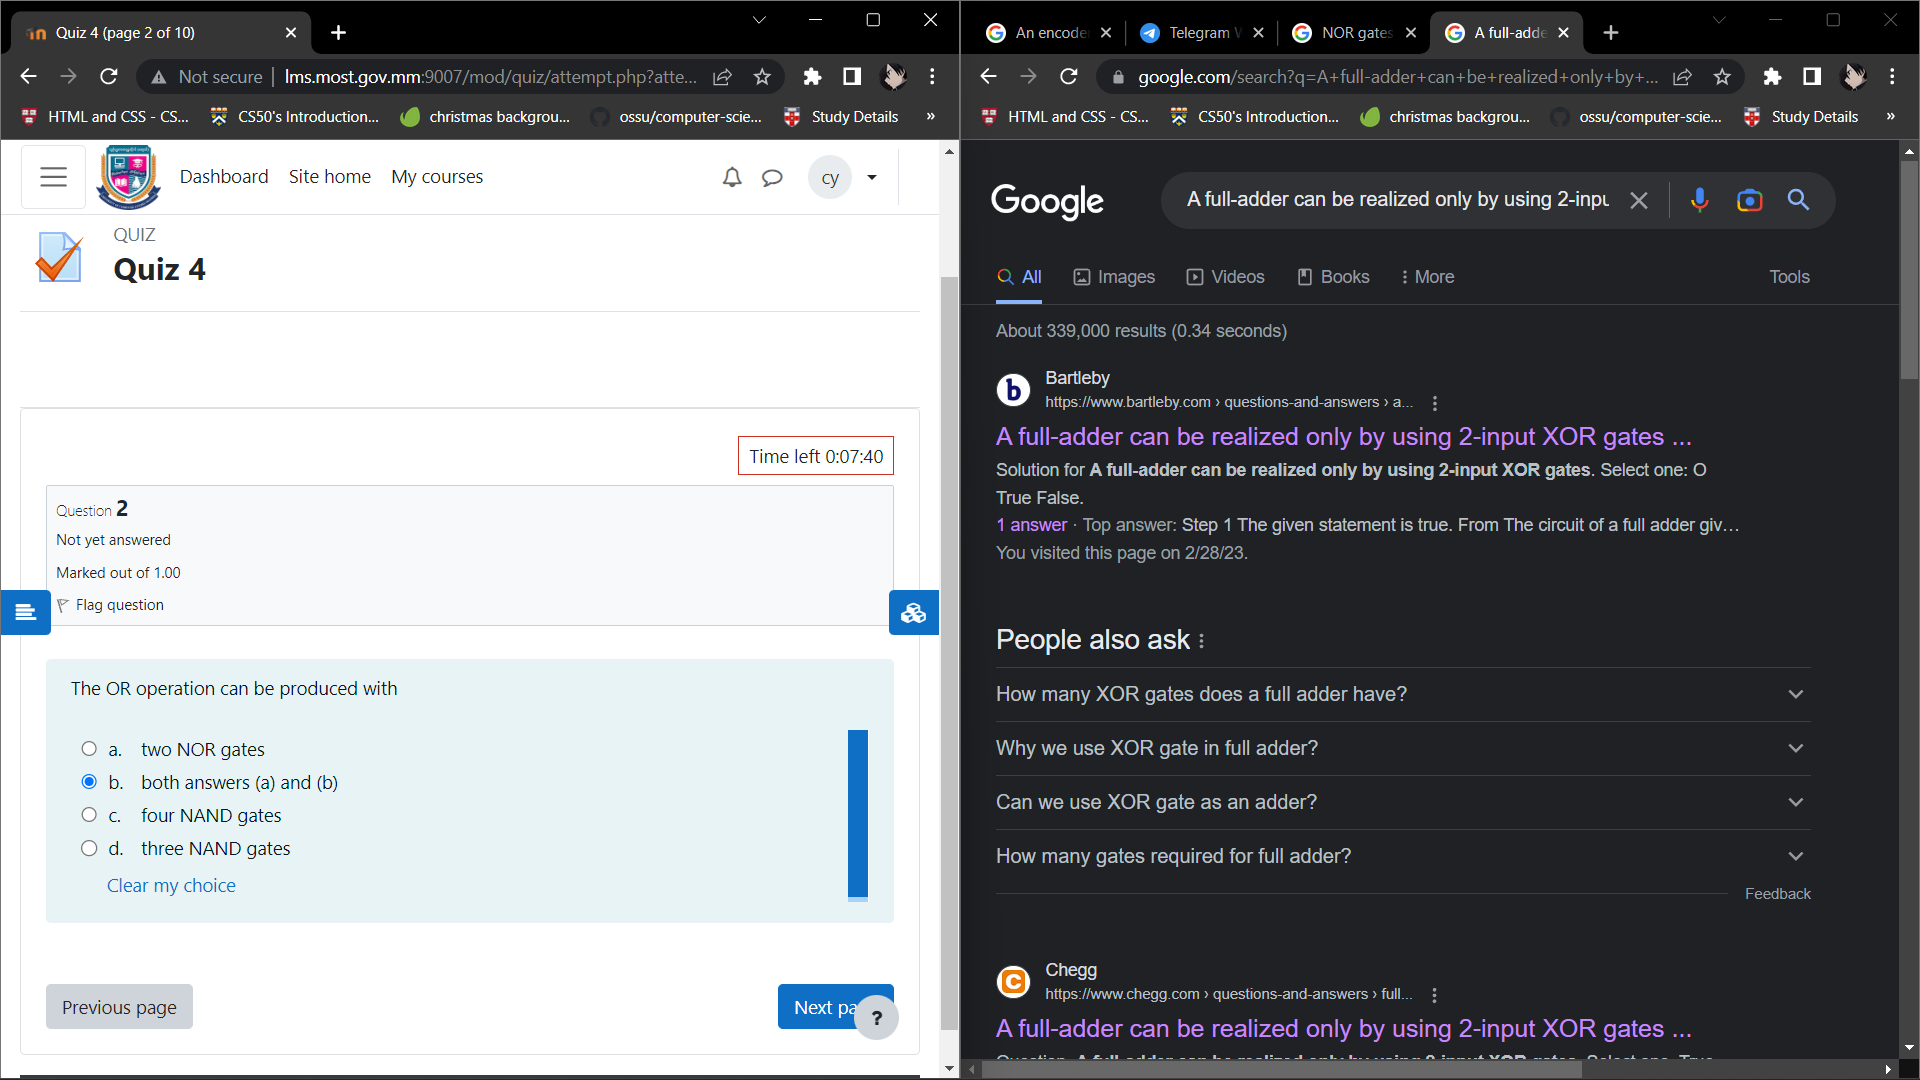 Quiz 4 (page 2 of 10)
Not secure
lms.most.gov.mm:9007/mod/quiz/attempt.php?atte...
HTML and CSS - CS...
CS50's Introduction...
christmas backgrou...
ossu/computer-scie...
Study Details
»
Dashboard
Site home
My courses
cy
QUIZ
Quiz 4
Time left 0:07:40
Question 2
Not yet answered
Marked out of 1.00
Flag question
The OR operation can be produced with
a. two NOR gates
b. both answers (a) and (b)
c. four NAND gates
d. three NAND gates
Clear my choice
Previous page
Next pa
?
An encode
Telegram
NOR gates
A full-adde
google.com/search?q=A+full-adder+can+be+realized+only+by+...
HTML and CSS - CS...
CS50's Introduction...
christmas backgrou...
ossu/computer-scie...
Study Details
»
Google
A full-adder can be realized only by using 2-inpu
All
Images
Videos
Books
More
Tools
About 339,000 results (0.34 seconds)
b
Bartleby
https://www.bartleby.com › questions-and-answers › a...
A full-adder can be realized only by using 2-input XOR gates ...
Solution for A full-adder can be realized only by using 2-input XOR gates. Select one: O
True False.
1 answer · Top answer: Step 1 The given statement is true. From The circuit of a full adder giv...
You visited this page on 2/28/23.
People also ask
How many XOR gates does a full adder have?
Why we use XOR gate in full adder?
Can we use XOR gate as an adder?
How many gates required for full adder?
Feedback
C
Chegg
https://www.chegg.com › questions-and-answers › full...
A full-adder can be realized only by using 2-input XOR gates ...